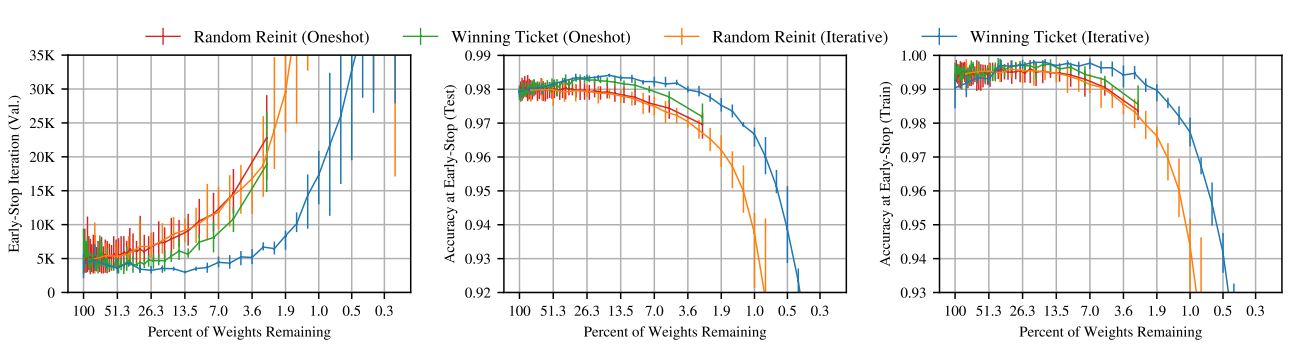 Random Reinit (Oneshot) Winning Ticket (Oneshot) Random Reinit (Iterative) Winning Ticket (Iterative)
Early-Stop Iteration (Val.)
35K
30K
25K
20K
15K
10K
5K
0
100 51.3 26.3 13.5 7.0 3.6 1.9 1.0 0.5 0.3
Percent of Weights Remaining
Accuracy at Early-Stop (Test)
0.99
0.98
0.97
0.96
0.95
0.94
0.93
0.92
100 51.3 26.3 13.5 7.0 3.6 1.9 1.0 0.5 0.3
Percent of Weights Remaining
Accuracy at Early-Stop (Train)
1.00
0.99
0.98
0.97
0.96
0.95
0.94
0.93
100 51.3 26.3 13.5 7.0 3.6 1.9 1.0 0.5 0.3
Percent of Weights Remaining